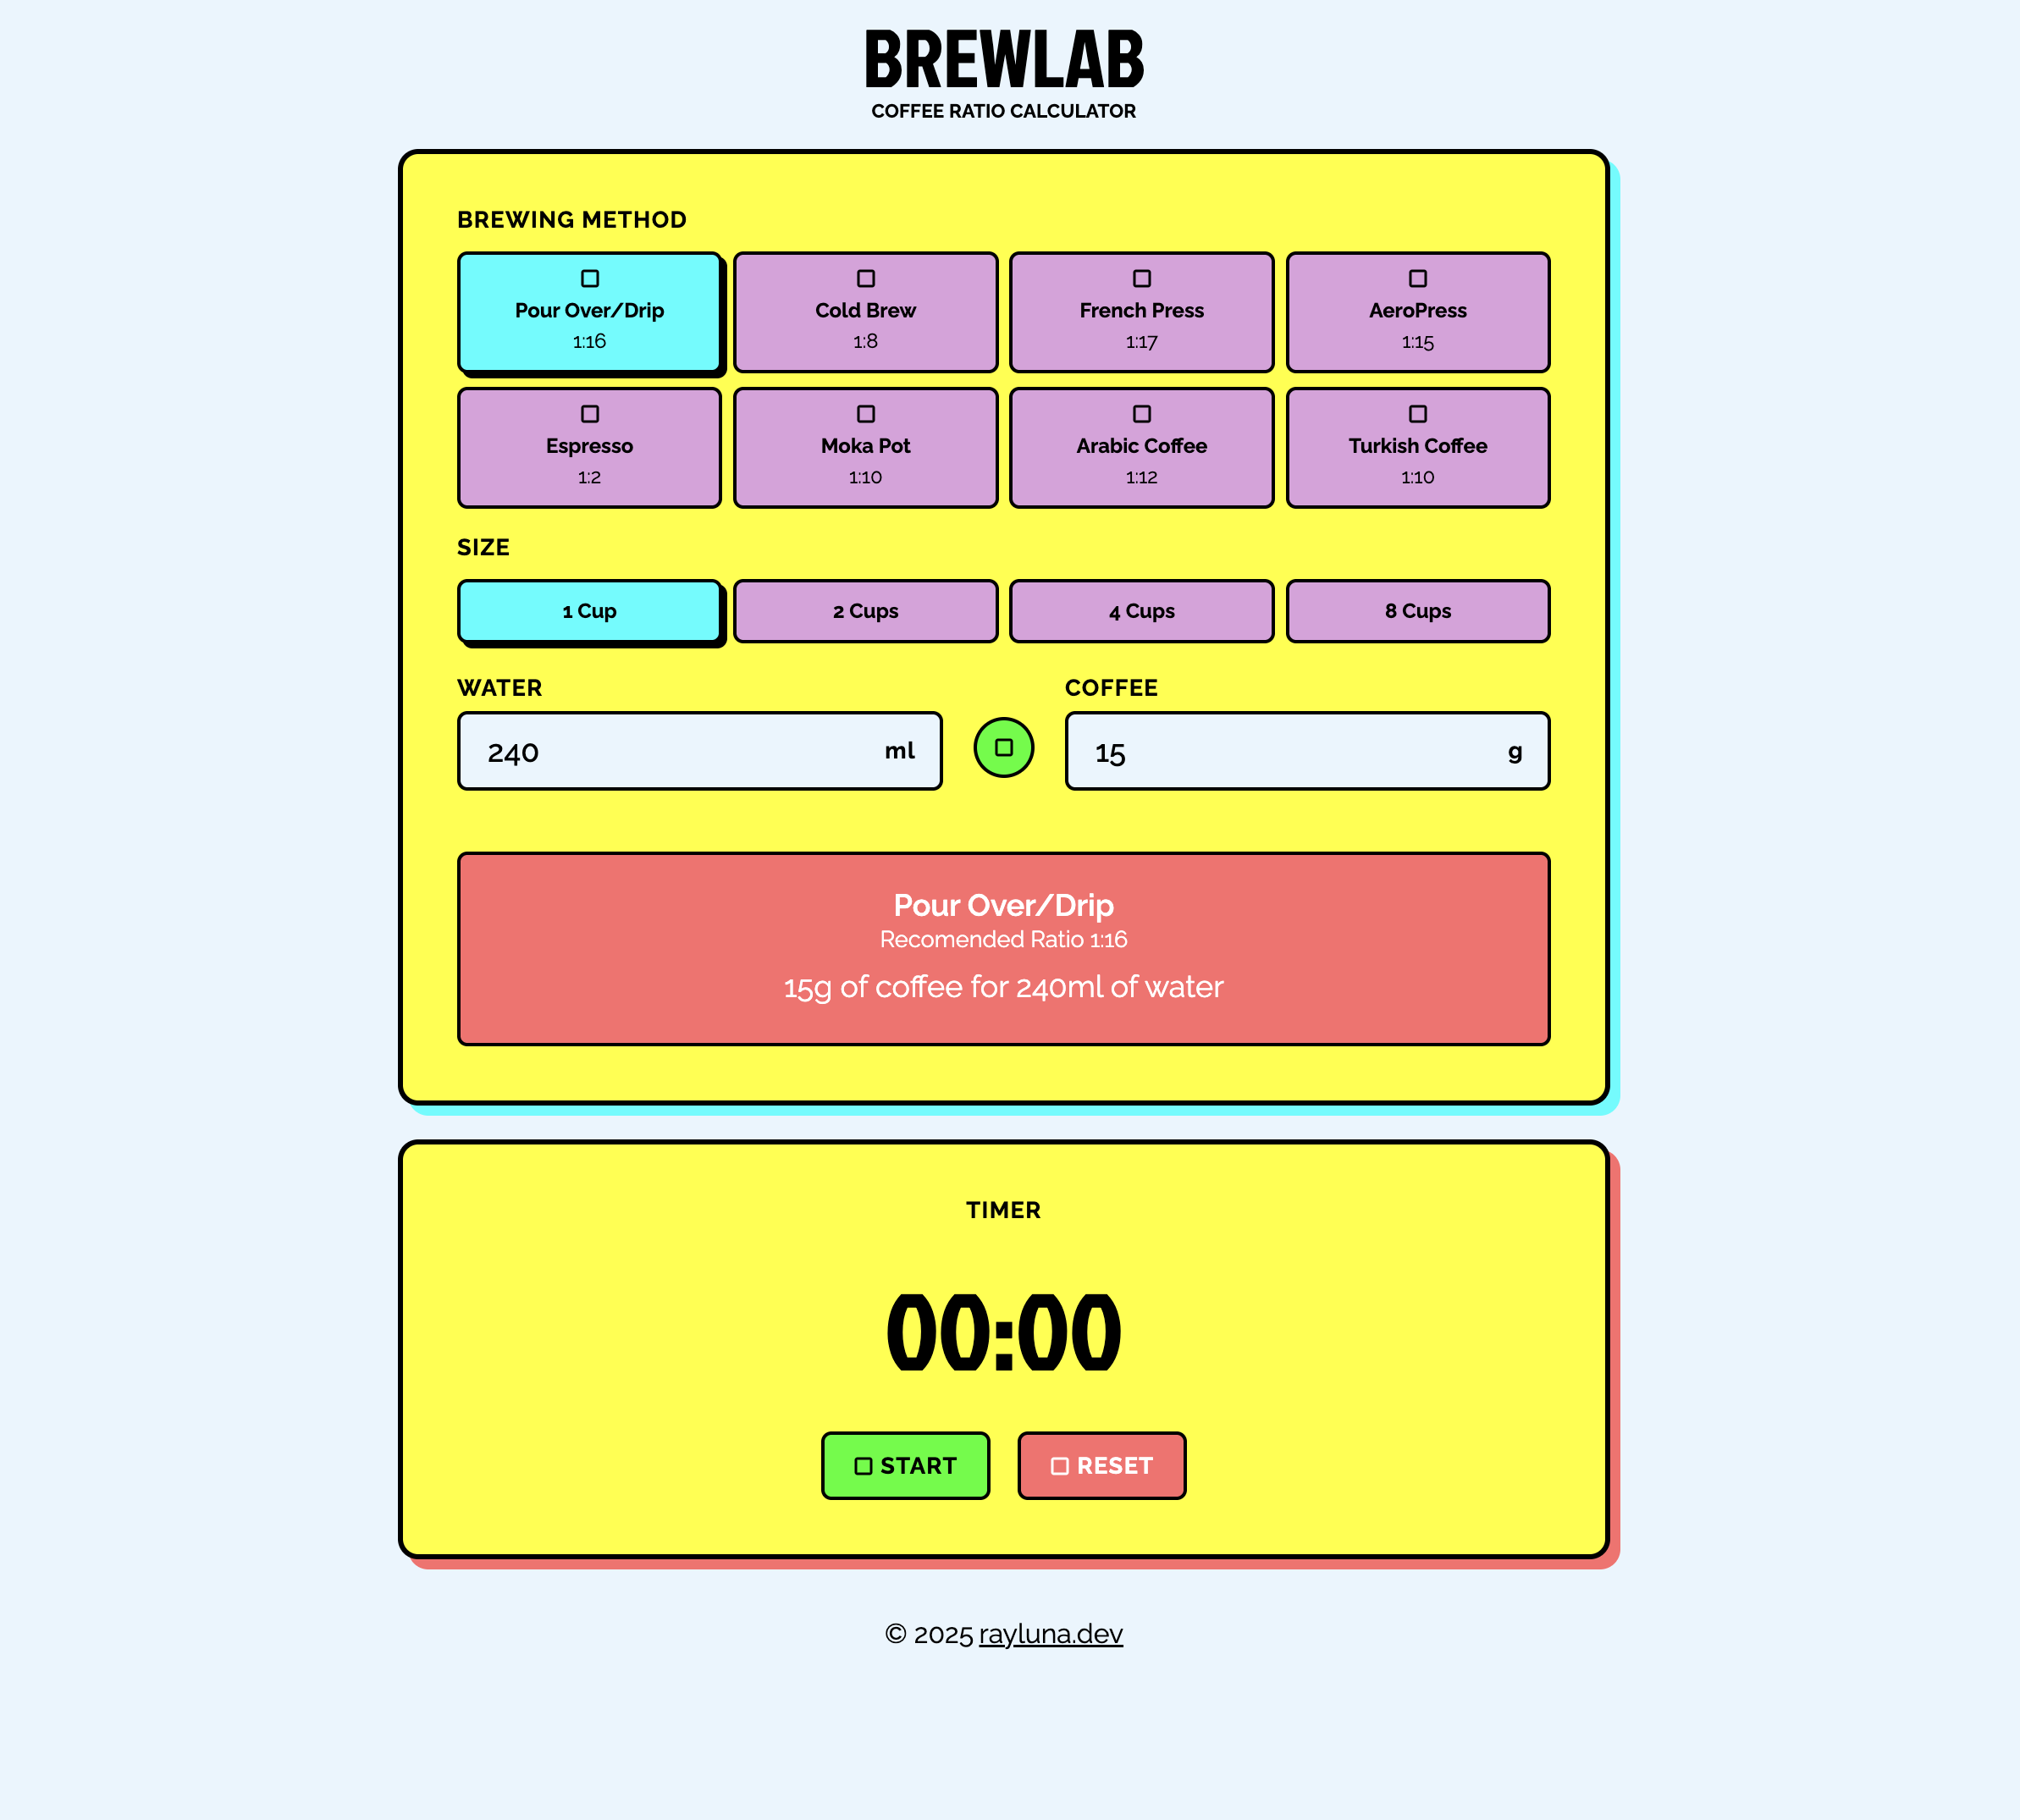 BREWLAB
COFFEE RATIO CALCULATOR
BREWING METHOD
Pour Over/Drip
1:16
Cold Brew
1:8
French Press
1:17
AeroPress
1:15
Espresso
1:2
Moka Pot
1:10
Arabic Coffee
1:12
Turkish Coffee
1:10
SIZE
1 Cup
2 Cups
4 Cups
8 Cups
WATER
240 ml
COFFEE
15 g
Pour Over/Drip
Recomended Ratio 1:16
15g of coffee for 240ml of water
TIMER
00:00
START
RESET
© 2025 rayluna.dev